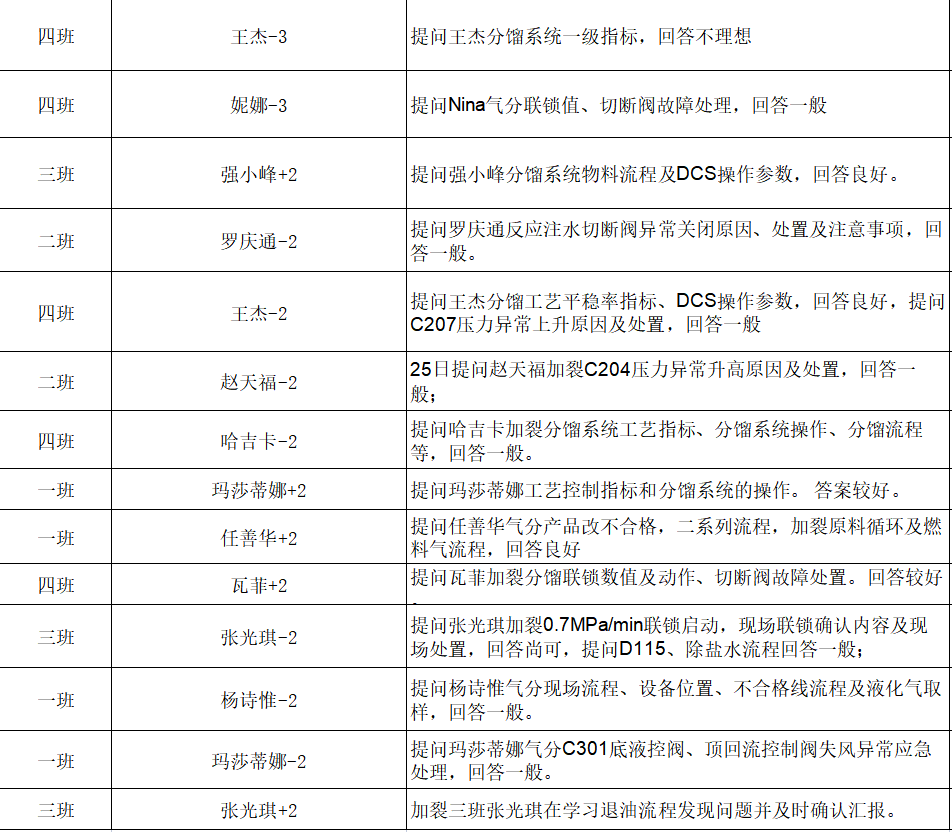 四班 王杰-3 提问王杰分馏系统一级指标，回答不理想
四班 妮娜-3 提问Nina气分联锁值、切断阀故障处理，回答一般
三班 强小峰+2 提问强小峰分馏系统物料流程及DCS操作参数，回答良好。
二班 罗庆通-2 提问罗庆通反应注水切断阀异常关闭原因、处置及注意事项，回
答一般。
四班 王杰-2 提问王杰分馏工艺平稳率指标、DCS操作参数，回答良好，提问
C207压力异常上升原因及处置，回答一般
二班 赵天福-2 25日提问赵天福加裂C204压力异常升高原因及处置，回答一
般；
四班 哈吉卡-2 提问哈吉卡加裂分馏系统工艺指标、分馏系统操作、分馏流程
等，回答一般。
一班 玛莎蒂娜+2 提问玛莎蒂娜工艺控制指标和分馏系统的操作。 答案较好。
一班 任善华+2 提问任善华气分产品改不合格，二系列流程，加裂原料循环及燃
料气流程，回答良好
四班 瓦菲+2 提问瓦菲加裂分馏联锁数值及动作、切断阀故障处置。回答较好
。
三班 张光琪-2 提问张光琪加裂0.7MPa/min联锁启动，现场联锁确认内容及现
场处置，回答尚可，提问D115、除盐水流程回答一般；
一班 杨诗惟-2 提问杨诗惟气分现场流程、设备位置、不合格线流程及液化气取
样，回答一般。
一班 玛莎蒂娜-2 提问玛莎蒂娜气分C301底液控阀、顶回流控制阀失风异常应急
处理，回答一般。
三班 张光琪+2 加裂三班张光琪在学习退油流程发现问题并及时确认汇报。